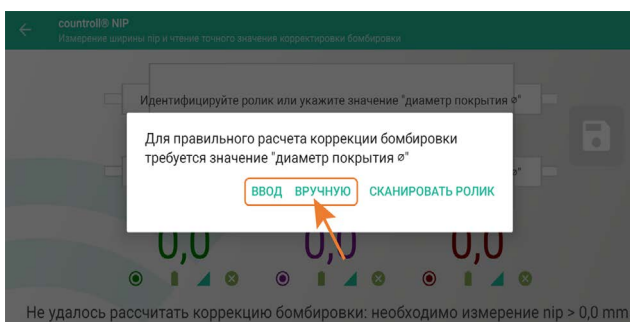 countroll® NIP
Измерение ширины nip и чтение точного значения корректировки бомбировки
Идентифицируйте ролик или укажите значение "диаметр покрытия ⌀"
Для правильного расчета коррекции бомбировки
требуется значение "диаметр покрытия ⌀"
ВВОД ВРУЧНУЮ СКАНИРОВАТЬ РОЛИК
0,0 0,0 0,0
Не удалось рассчитать коррекцию бомбировки: необходимо измерение nip > 0,0 mm